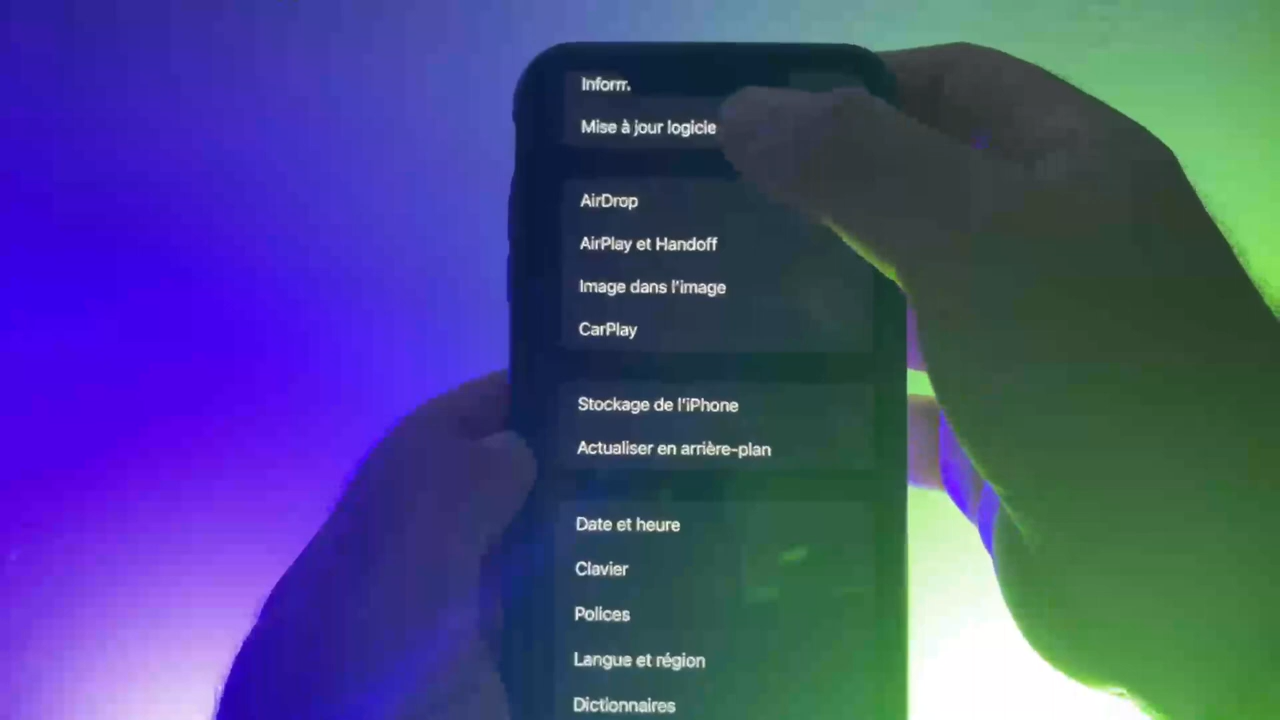 Mise à jour logicie
AirDrop
AirPlay et Handoff
Image dans l'image
CarPlay
Stockage de l'iPhone
Actualiser en arrière-plan
Date et heure
Clavier
Polices
Langue et région
Dictionnaires